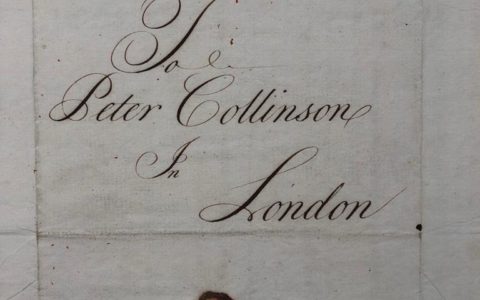 To
Peter Collinson
In
London